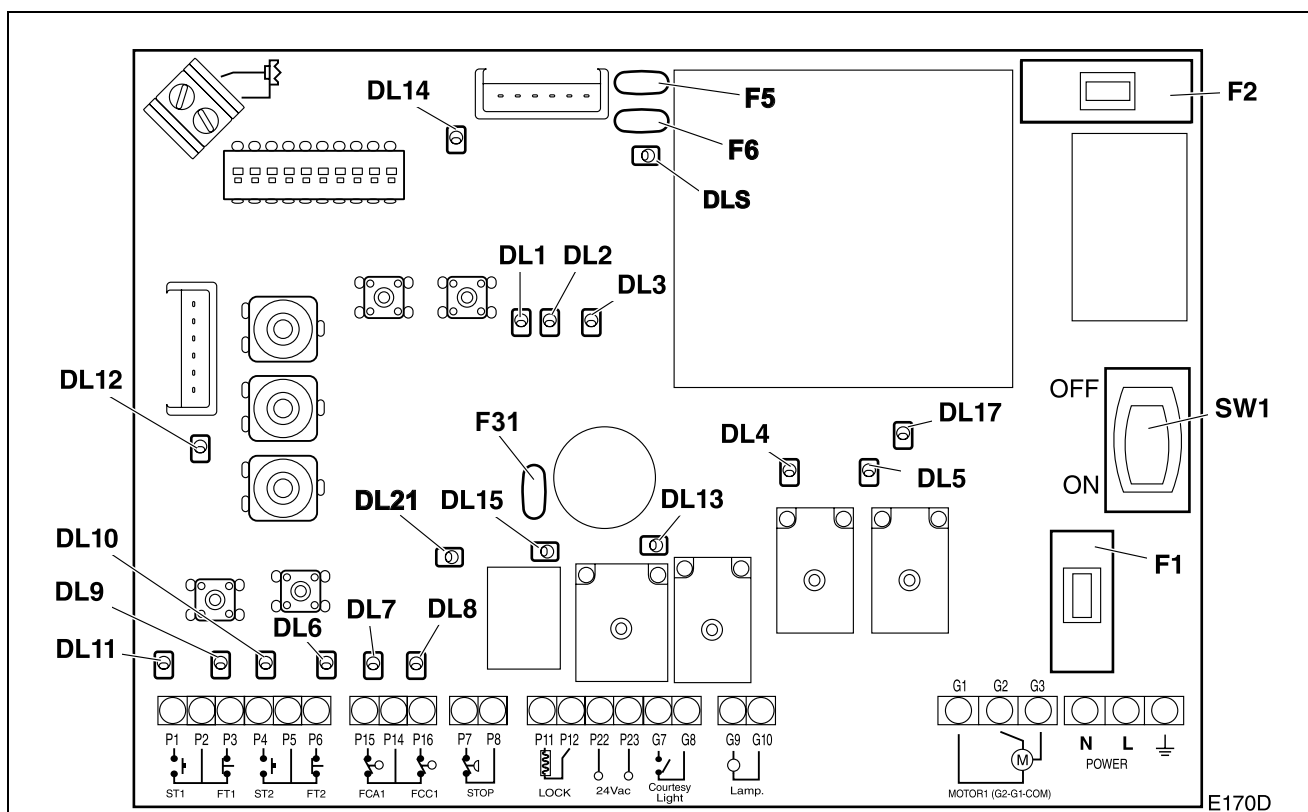 DL14
F5
F2
F6
DLS
DL1 DL2
DL3
DL12
OFF
SW1
F31
DL17
DL4
ON
DL5
DL21
DL15
DL13
DL10
F1
DL9
DL7
DL8
DL6
DL11
G1 G2 G3
P1 P2 P3 P4 P5 P6 P15 P14 P16 P7 P8 P11 P12 P22 P23 G7 G8 G9 G10
N L
POWER
M
ST1 FT1 ST2 FT2 FCA1 FCC1 STOP LOCK 24Vac Courtesy Light Lamp. MOTOR1 (G2-G1-COM)
E170D